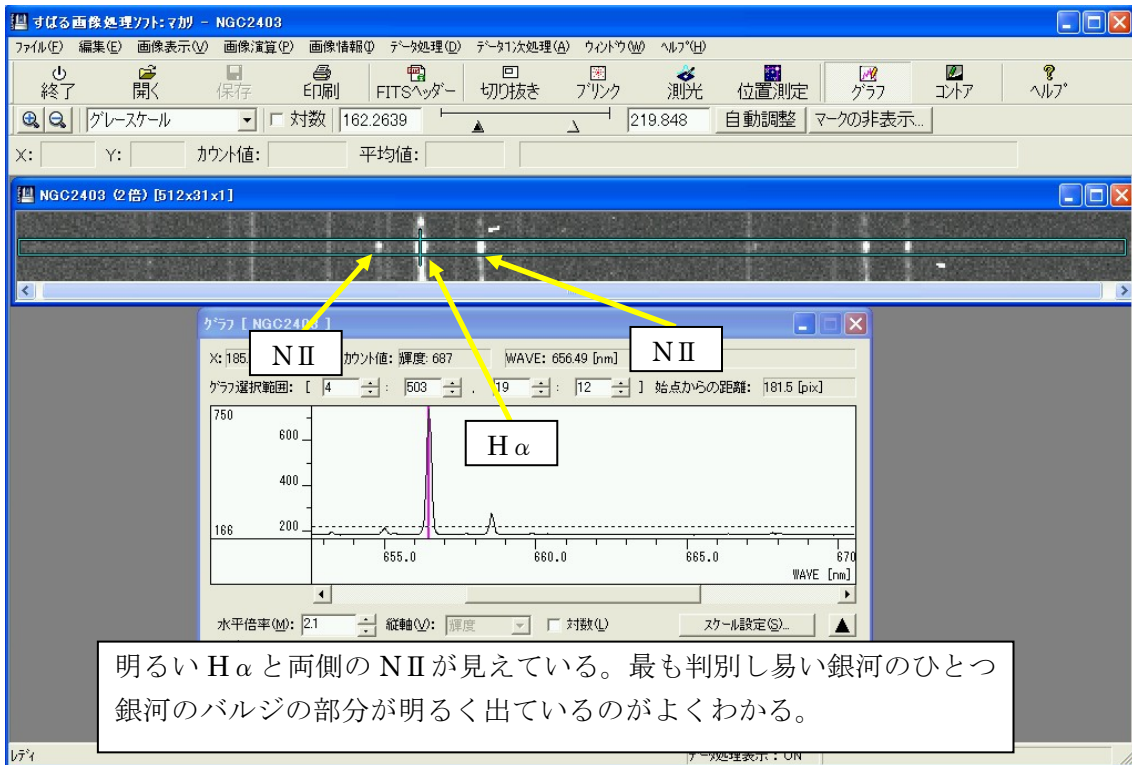 すばる画像処理ソフト:マカリ - NGC2403
ファイル(F) 編集(E) 画像表示(V) 画像演算(P) 画像情報(I) データ処理(D) データ1次処理(A) ウィンドウ(W) ヘルプ(H)
終了 開く 保存 印刷 FITSヘッダー 切り抜き ブリンク 測光 位置測定 グラフ コントア ヘルプ
グレースケール 対数 162.2639 219.848 自動調整 マークの非表示...
X: Y: カウント値: 平均値:
NGC2403 (2倍) [512x31x1]
グラフ [ NGC2403 ]
X: 185. カウント値: 輝度: 687 WAVE: 656.49 [nm]
NⅡ
NⅡ
グラフ選択範囲: [ 4 : 503 , 19 : 12 ] 始点からの距離: 181.5 [pix]
Hα
750
600
400
200
166
655.0 660.0 665.0 670
WAVE [nm]
水平倍率(M): 2.1 縦軸(V): 輝度 対数(L) スケール設定(S)...
明るいHαと両側のNⅡが見えている。最も判別し易い銀河のひとつ
銀河のバルジの部分が明るく出ているのがよくわかる。
レディ データ処理表示:ON